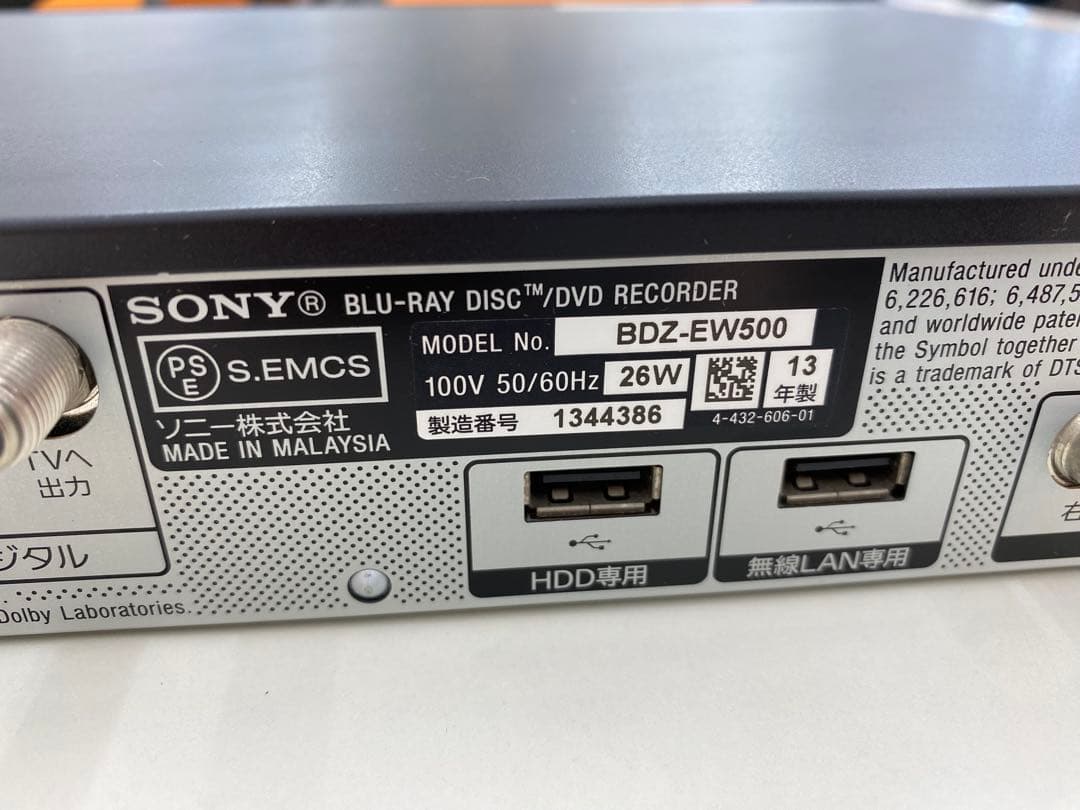 SONY® BLU-RAY DISC™/DVD RECORDER
PSE S.EMCS
ソニー株式会社
MADE IN MALAYSIA
MODEL No. BDZ-EW500
100V 50/60Hz 26W
13年製
製造番号 1344386
4-432-606-01
Manufactured unde
6,226,616; 6,487,5
and worldwide pate
the Symbol together
is a trademark of DTS
TVへ
出力
ジタル
Dolby Laboratories.
HDD専用
無線LAN専用
右